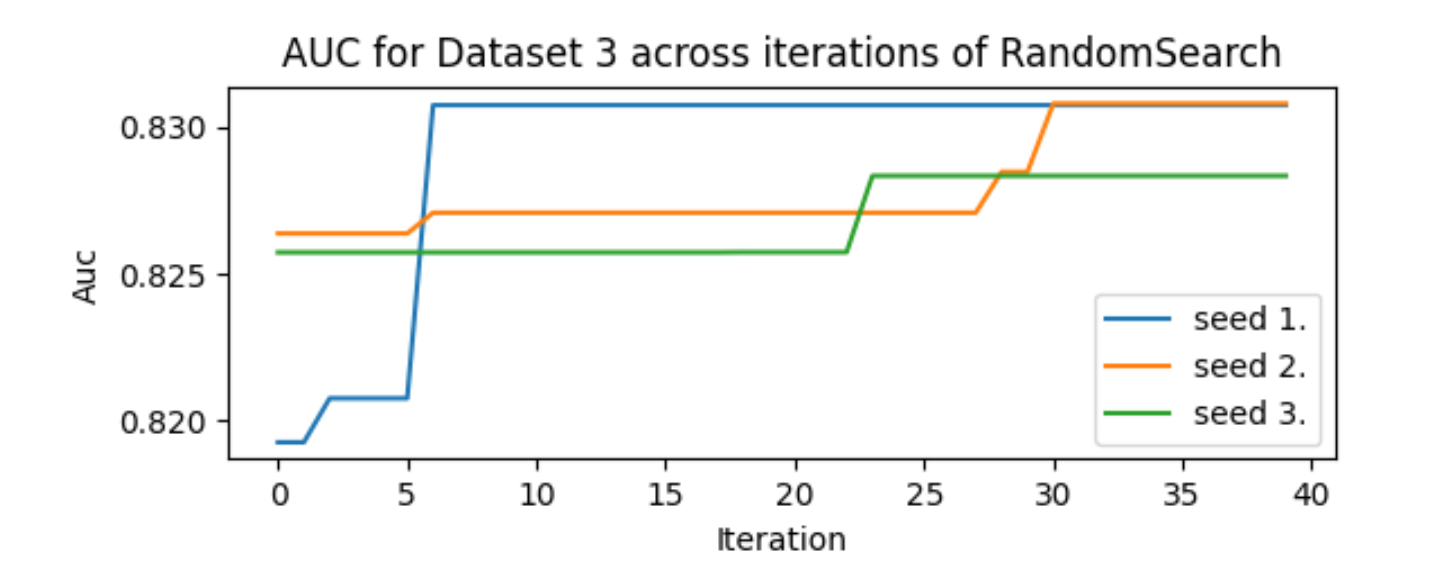 AUC for Dataset 3 across iterations of RandomSearch
0.830
0.825
0.820
Auc
seed 1.
seed 2.
seed 3.
0 5 10 15 20 25 30 35 40
Iteration